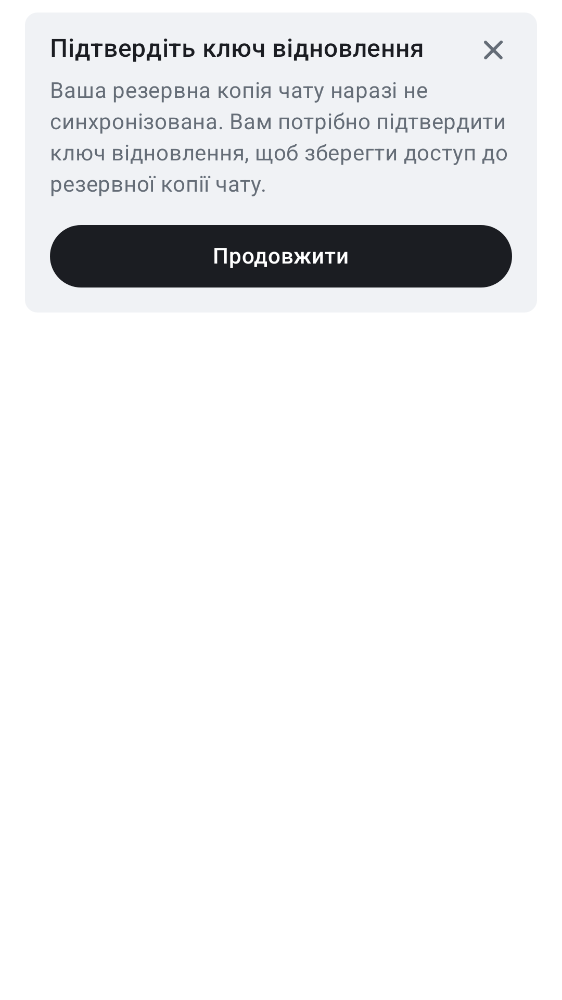 Підтвердіть ключ відновлення
Ваша резервна копія чату наразі не
синхронізована. Вам потрібно підтвердити
ключ відновлення, щоб зберегти доступ до
резервної копії чату.
Продовжити